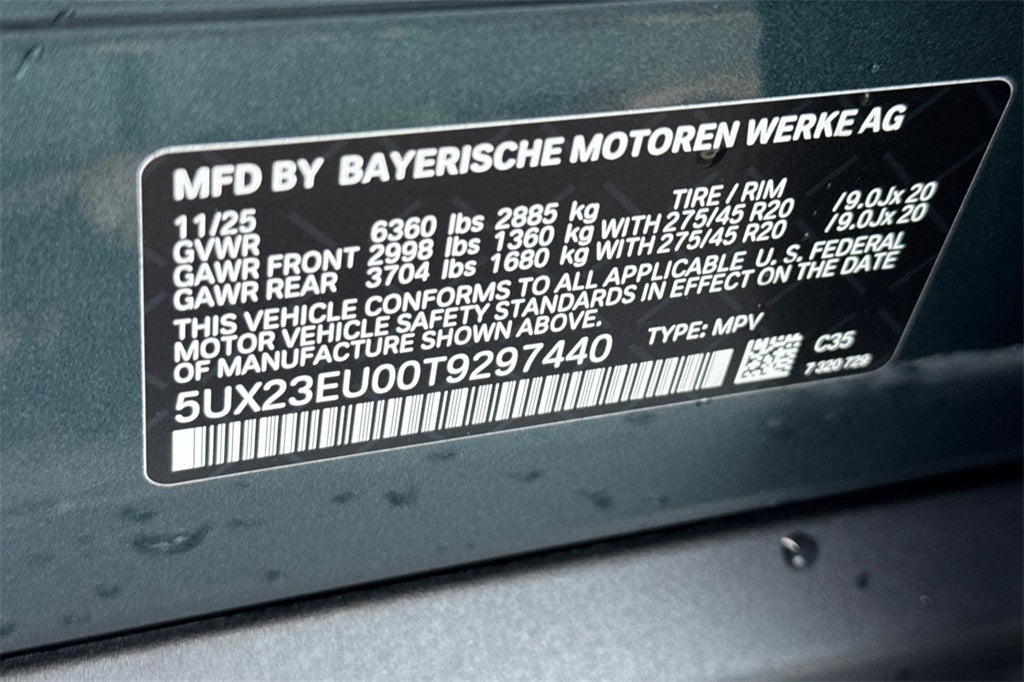 MFD BY BAYERISCHE MOTOREN WERKE AG
11/25 TIRE / RIM
GVWR 6360 lbs 2885 kg
GAWR FRONT 2998 lbs 1360 kg WITH 275/45 R20 /9.0Jx20
GAWR REAR 3704 lbs 1680 kg WITH 275/45 R20 /9.0Jx20
THIS VEHICLE CONFORMS TO ALL APPLICABLE U. S. FEDERAL
MOTOR VEHICLE SAFETY STANDARDS IN EFFECT ON THE DATE
OF MANUFACTURE SHOWN ABOVE.
5UX23EU00T9297440 TYPE: MPV
C35
7 320 729